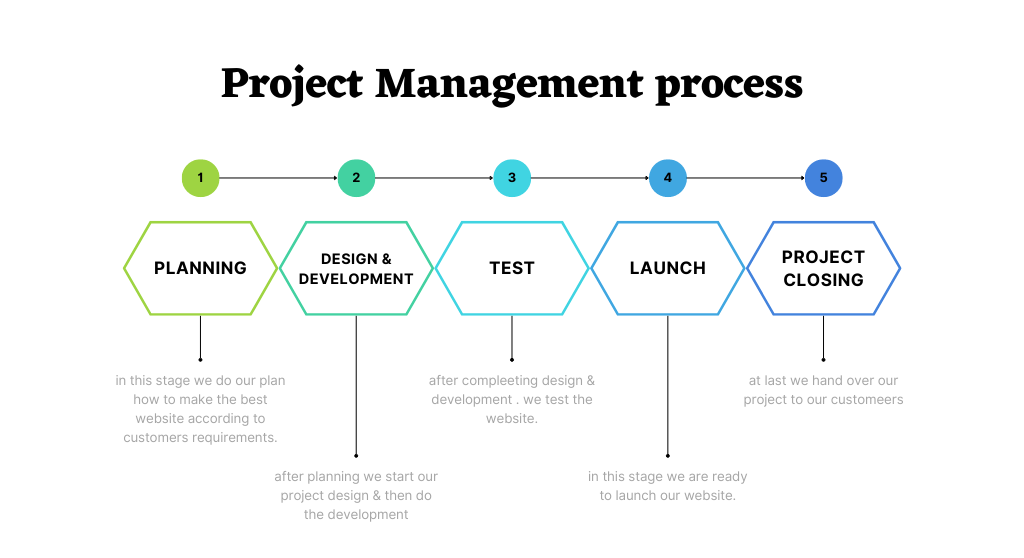 Project Management process
1
2
3
4
5
PLANNING
DESIGN &
DEVELOPMENT
TEST
LAUNCH
PROJECT
CLOSING
in this stage we do our plan
how to make the best
website according to
customers requirements.
after planning we start our
project design & then do
the development
after compleeting design &
development . we test the
website.
in this stage we are ready
to launch our website.
at last we hand over our
project to our customeers